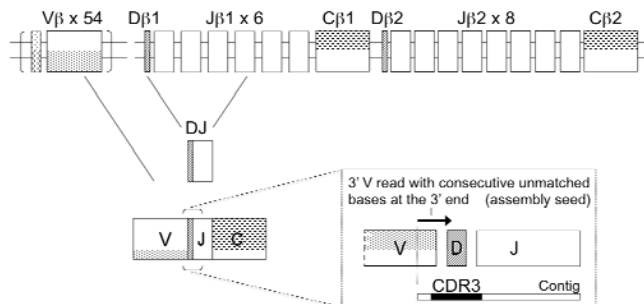 Vβ x 54 Dβ1 Jβ1 x 6 Cβ1 Dβ2 Jβ2 x 8 Cβ2
DJ
3' V read with consecutive unmatched
bases at the 3' end (assembly seed)
V J C
V D J
CDR3 Contig